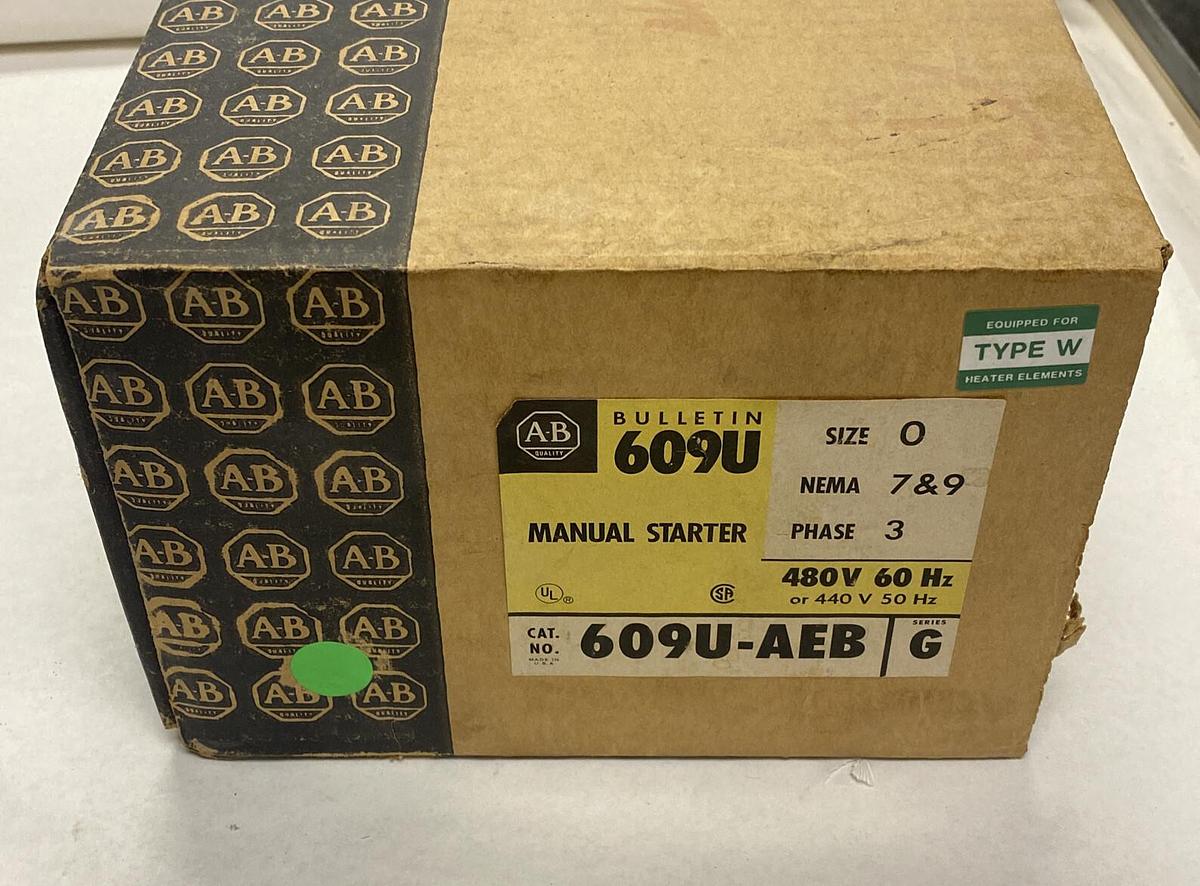 A-B QUALITY
EQUIPPED FOR
TYPE W
HEATER ELEMENTS
A-B
QUALITY
BULLETIN
609U
MANUAL STARTER
UL ®
SA
SIZE 0
NEMA 7&9
PHASE 3
480V 60 Hz
or 440 V 50 Hz
CAT.
NO.
MADE IN
U.S.A.
609U-AEB
SERIES
G